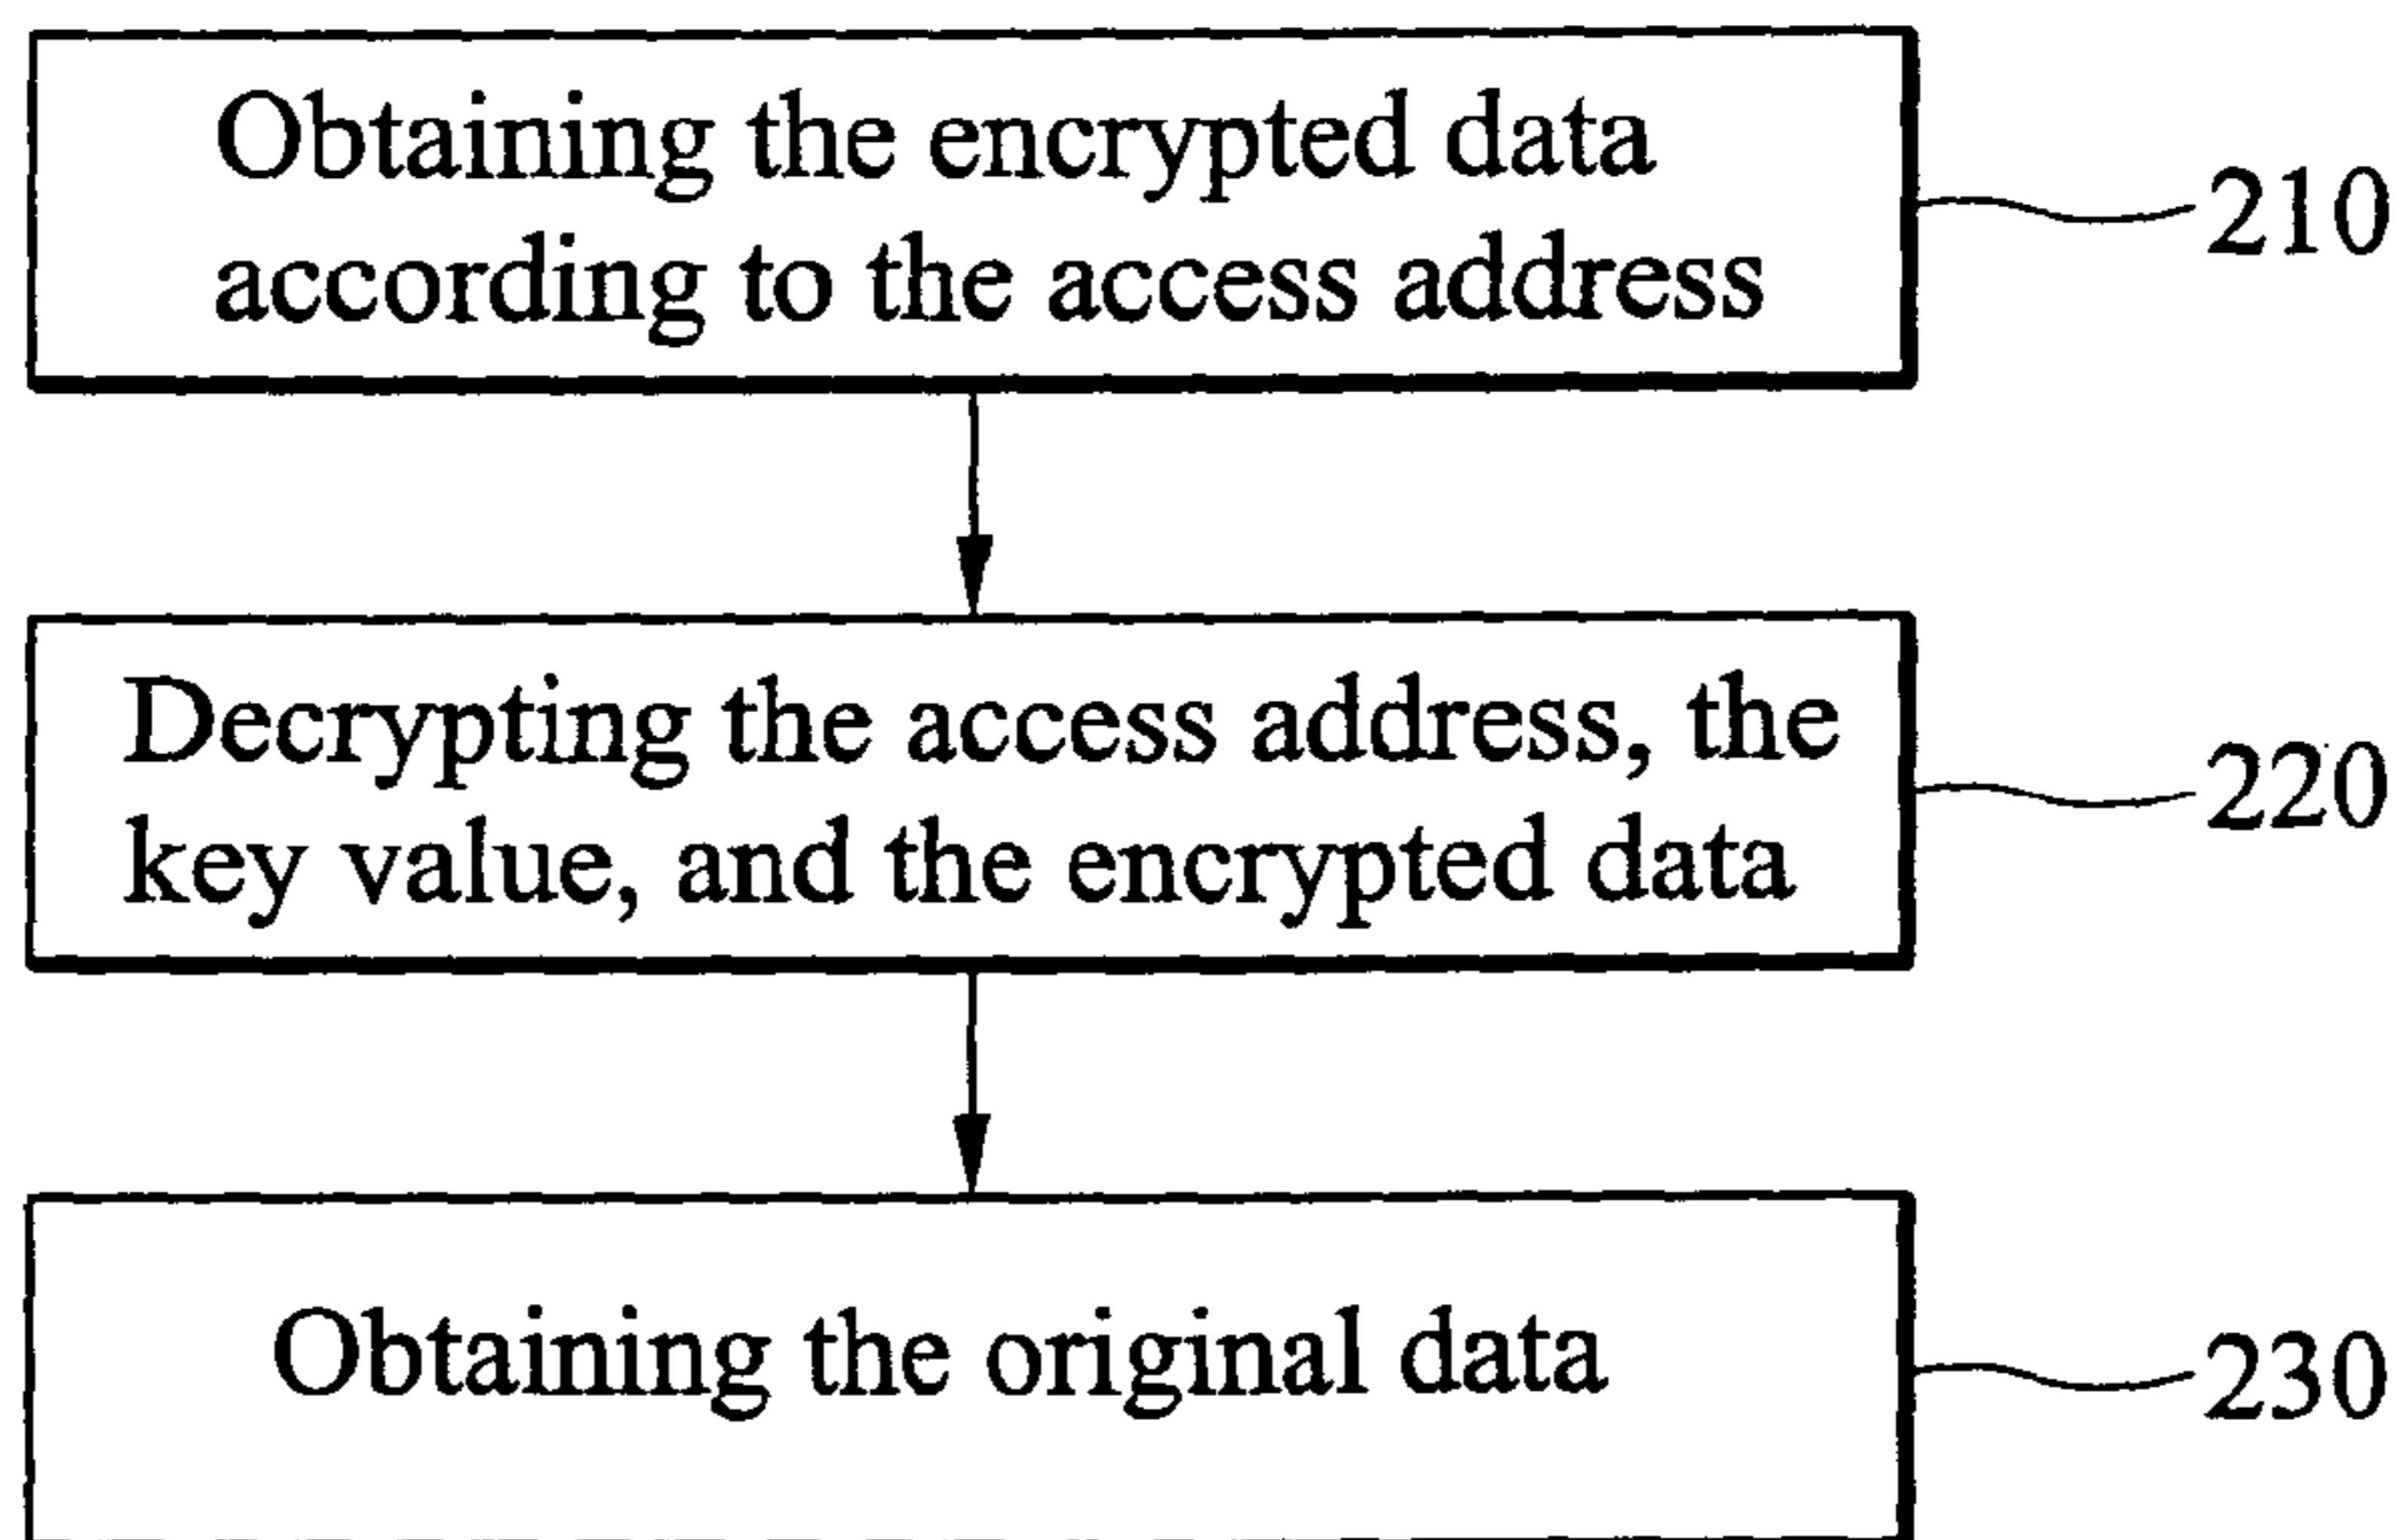 Obtaining the encrypted data
according to the access address
210
Decrypting the access address, the
key value, and the encrypted data
220
Obtaining the original data
230